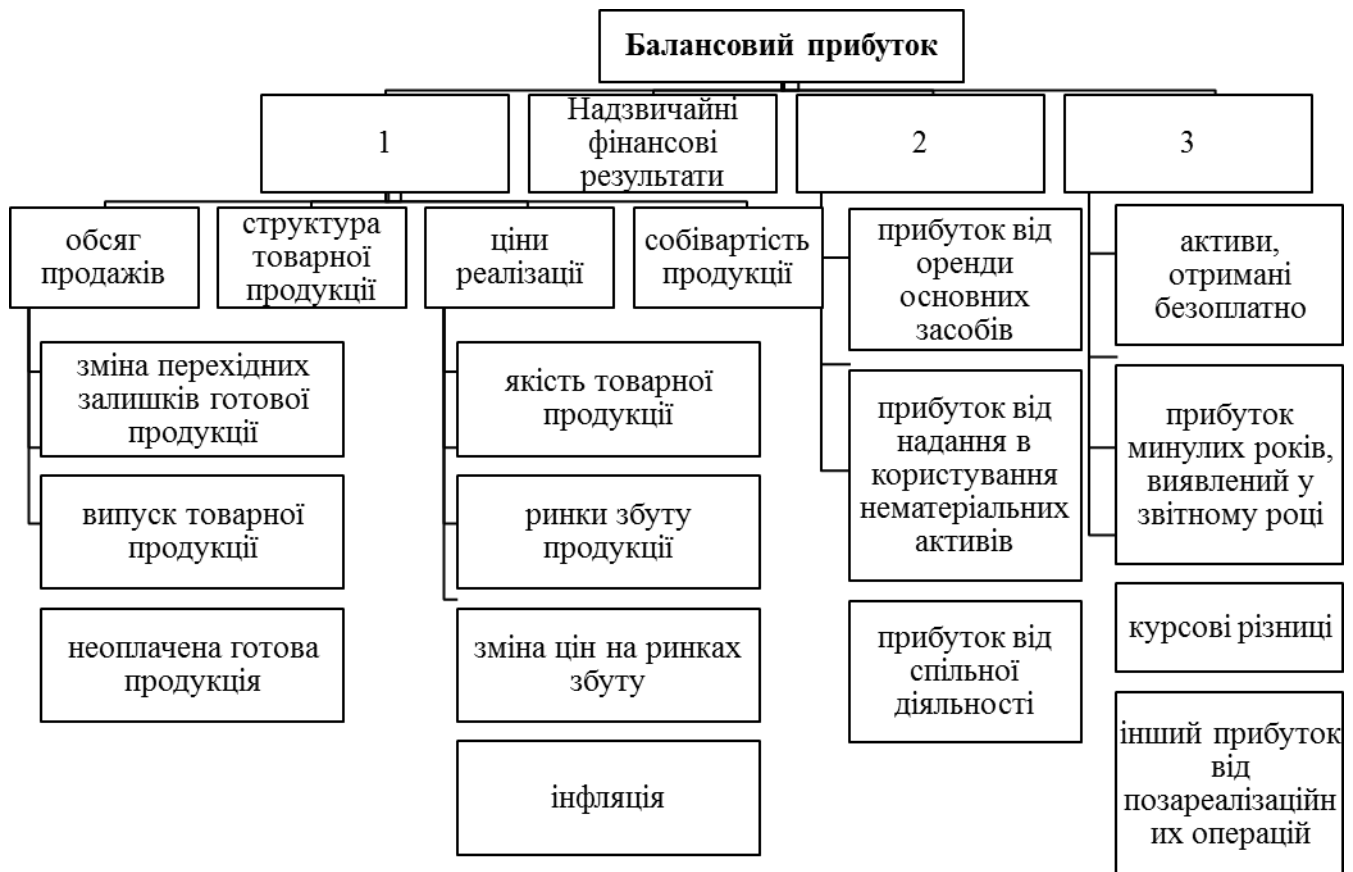 Балансовий прибуток
1
Надзвичайні
фінансові
результати
2
3
обсяг
продажів
структура
товарної
продукції
ціни
реалізації
собівартість
продукції
зміна перехідних
залишків готової
продукції
випуск товарної
продукції
неоплачена готова
продукція
якість товарної
продукції
ринки збуту
продукції
зміна цін на ринках
збуту
інфляція
прибуток від
оренди
основних
засобів
прибуток від
надання в
користування
нематеріальних
активів
прибуток від
спільної
діяльності
активи,
отримані
безоплатно
прибуток
минулих років,
виявлений у
звітному році
курсові різниці
інший прибуток
від
позареалізаційн
их операцій